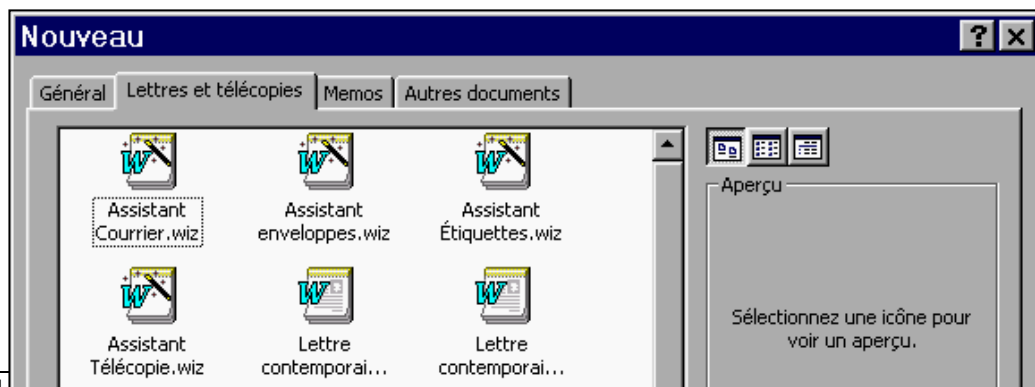 Nouveau
Général Lettres et télécopies Memos Autres documents
Assistant Courrier.wiz
Assistant enveloppes.wiz
Assistant Étiquettes.wiz
Aperçu
Assistant Télécopie.wiz
Lettre contemporai...
Lettre contemporai...
Sélectionnez une icône pour
voir un aperçu.